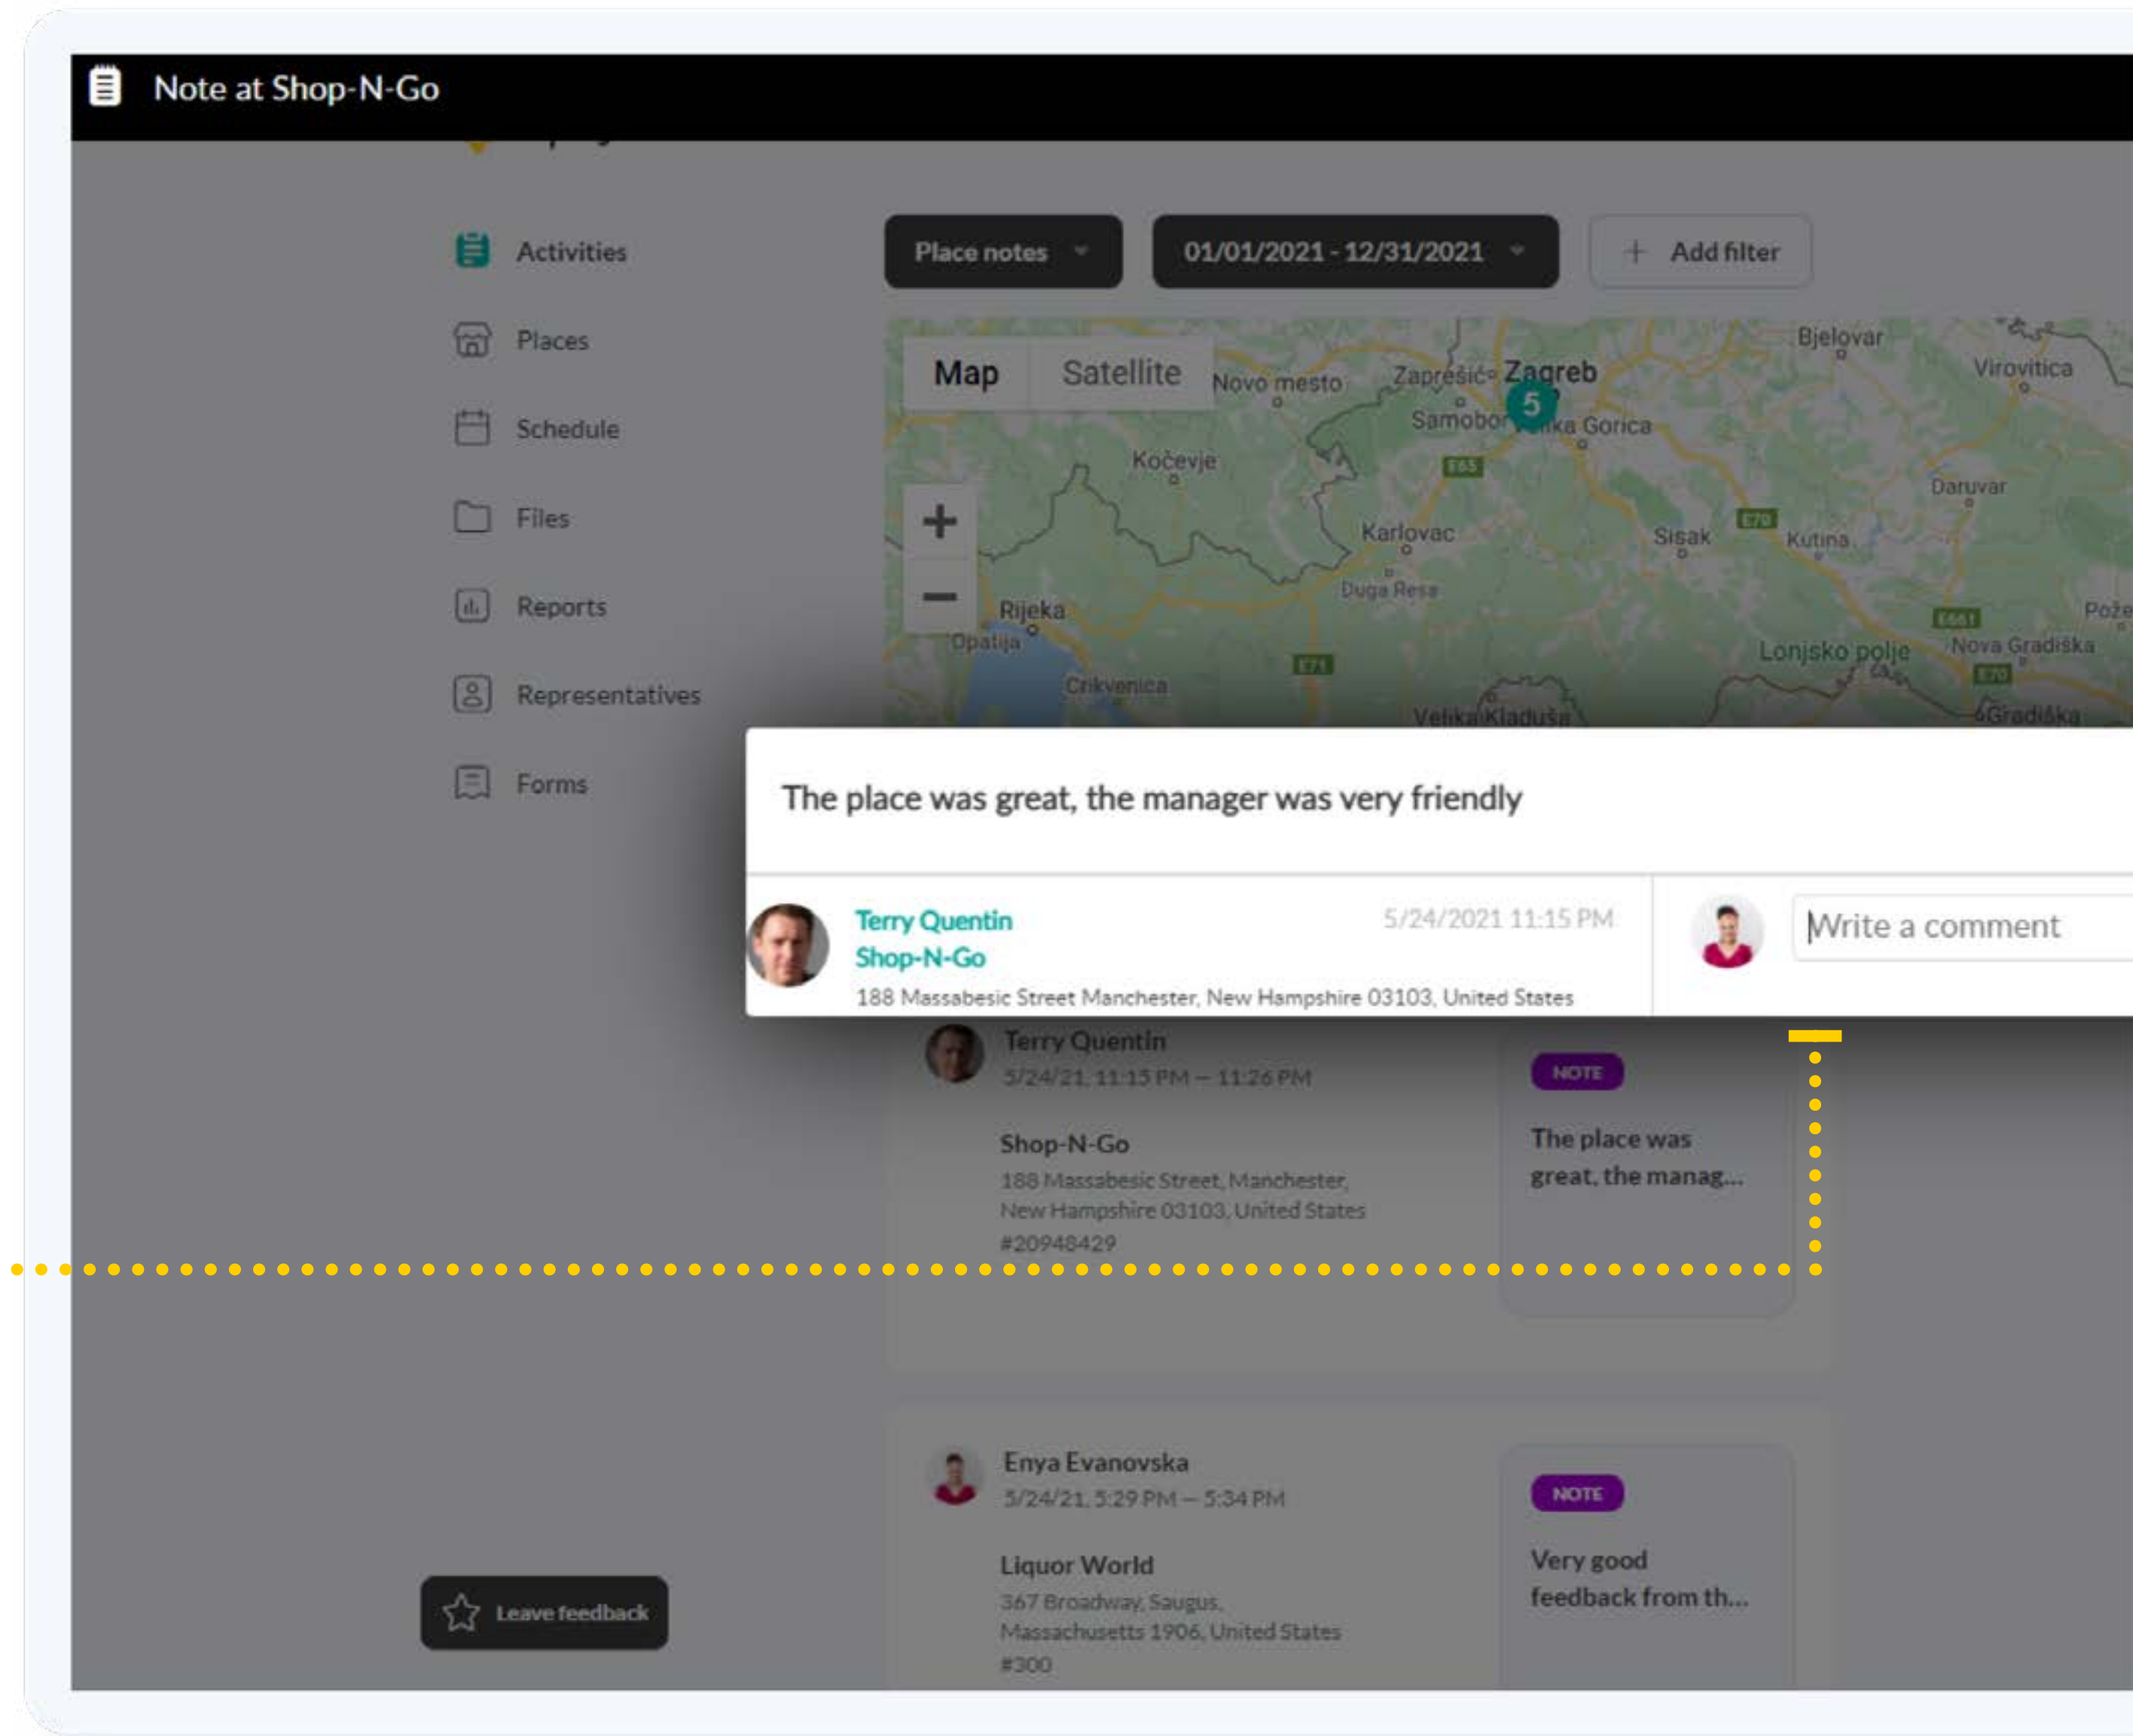 Note at Shop-N-Go
Activities
Places
Schedule
Files
Reports
Representatives
Forms
Leave feedback
Place notes
01/01/2021 - 12/31/2021
+ Add filter
Map
Satellite
Novo mesto
Zaprešić
Zagreb
5
Bjelovar
Virovitica
Samobor
Gorica
Kočevje
E65
Daruvar
Karlovac
Sisak
E70
Kutina
Duga Resa
Rijeka
Opatija
E661
Nova Gradiška
Lonjsko polje
E71
E70
Crikvenica
Velika Kladuša
Gradiška
The place was great, the manager was very friendly
Terry Quentin
5/24/2021 11:15 PM
Shop-N-Go
188 Massabesic Street Manchester, New Hampshire 03103, United States
Write a comment
Terry Quentin
5/24/21, 11:15 PM — 11:26 PM
Shop-N-Go
188 Massabesic Street, Manchester,
New Hampshire 03103, United States
#20948429
NOTE
The place was
great, the manag...
Enya Evanovska
5/24/21, 5:29 PM — 5:34 PM
Liquor World
367 Broadway, Saugus,
Massachusetts 1906, United States
#300
NOTE
Very good
feedback from th...